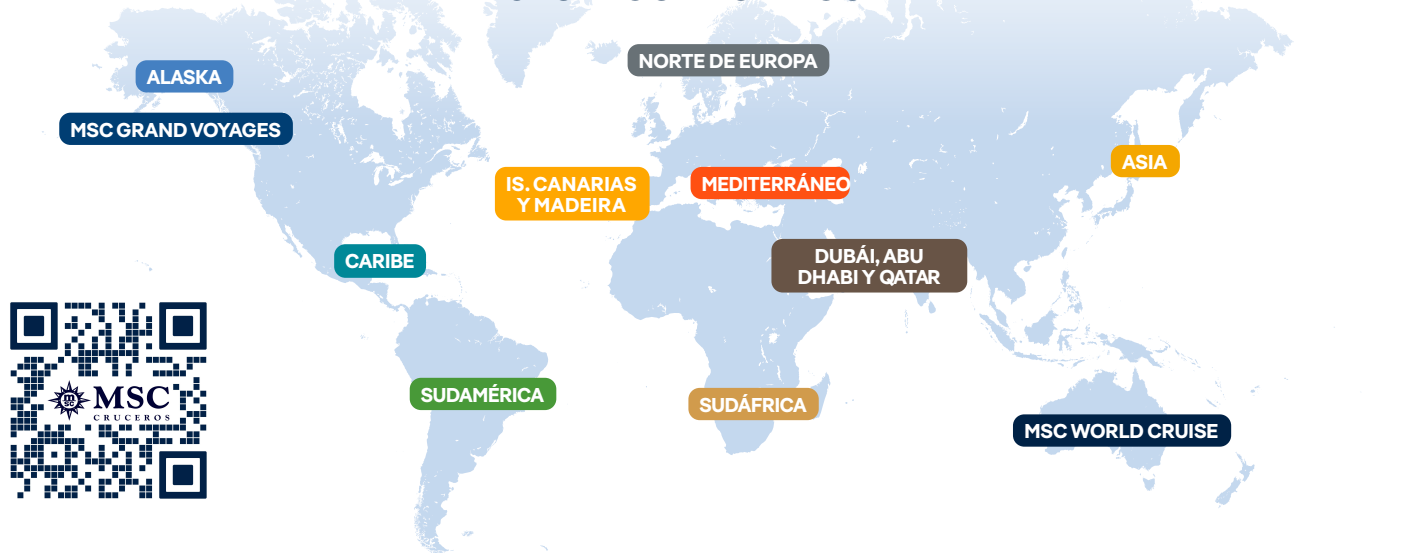 NORTE DE EUROPA
ALASKA
MSC GRAND VOYAGES
ASIA
IS. CANARIAS
Y MADEIRA
MEDITERRÁNEO
CARIBE
DUBÁI, ABU
DHABI Y QATAR
SUDAMÉRICA
SUDÁFRICA
MSC
CRUCEROS
msc
MSC WORLD CRUISE